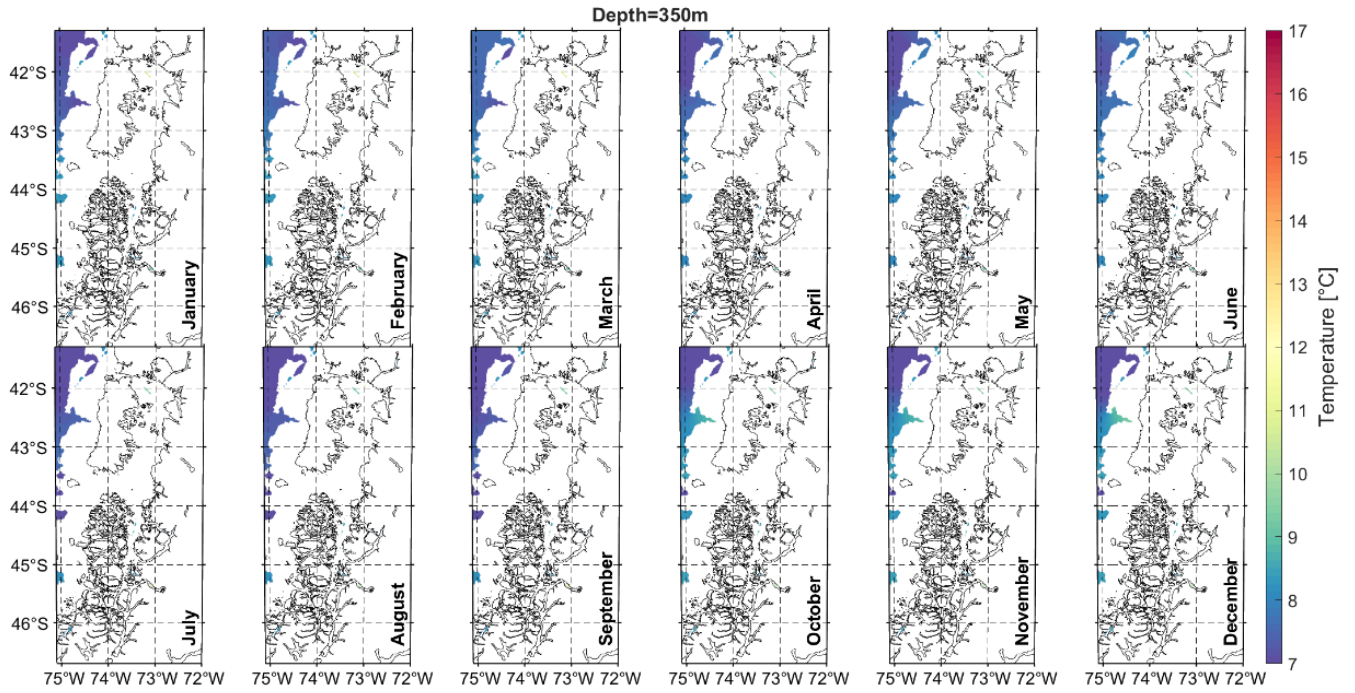 Depth=350m
42°S
43°S
44°S
45°S
46°S
January
February
March
April
May
June
42°S
43°S
44°S
45°S
46°S
July
August
September
October
November
December
75°W 74°W 73°W 72°W
75°W 74°W 73°W 72°W
75°W 74°W 73°W 72°W
75°W 74°W 73°W 72°W
75°W 74°W 73°W 72°W
75°W 74°W 73°W 72°W
17
16
15
14
13
12
11
10
9
8
7
Temperature [°C]